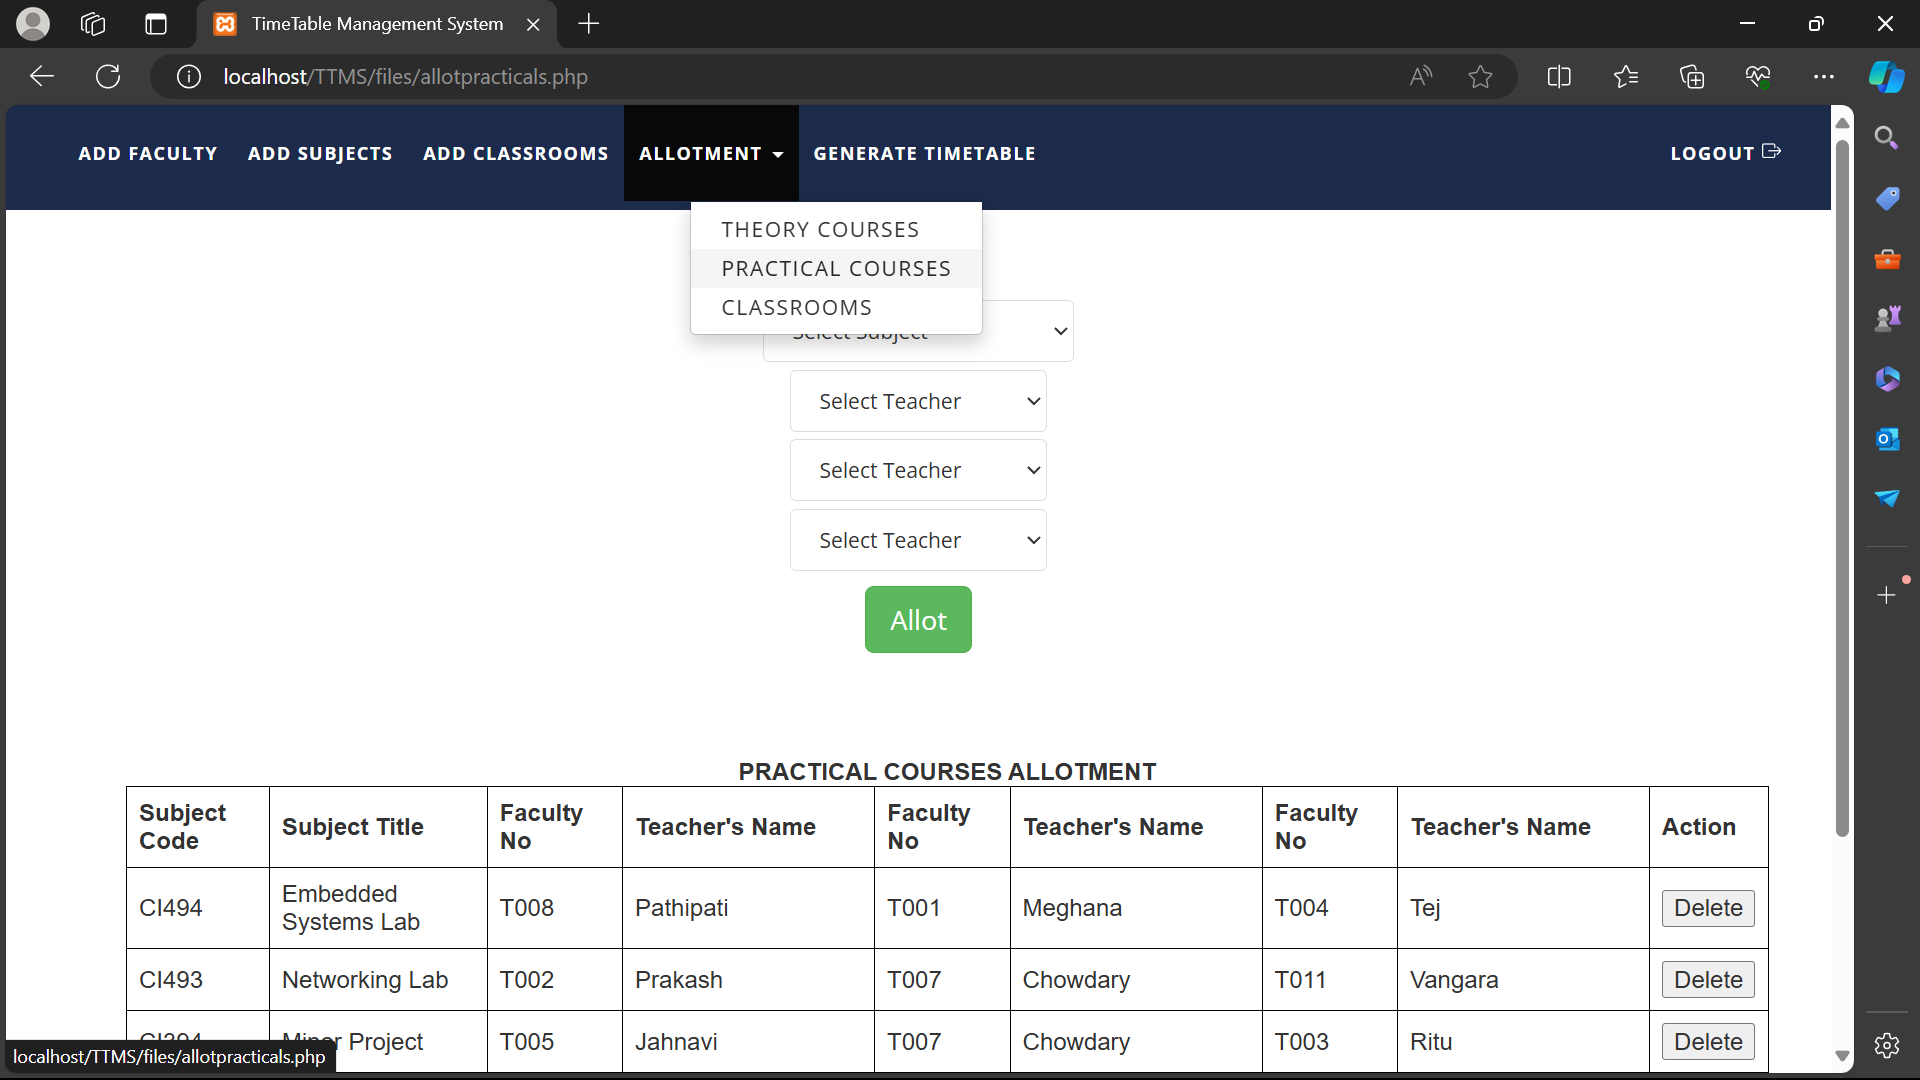 TimeTable Management System
localhost/TTMS/files/allotpracticals.php
ADD FACULTY ADD SUBJECTS ADD CLASSROOMS ALLOTMENT GENERATE TIMETABLE LOGOUT
THEORY COURSES
PRACTICAL COURSES
CLASSROOMS
Select Subject
Select Teacher
Select Teacher
Select Teacher
Allot
PRACTICAL COURSES ALLOTMENT
Subject Code Subject Title Faculty No Teacher's Name Faculty No Teacher's Name Faculty No Teacher's Name Action
CI494 Embedded Systems Lab T008 Pathipati T001 Meghana T004 Tej Delete
CI493 Networking Lab T002 Prakash T007 Chowdary T011 Vangara Delete
CI394 Minor Project T005 Jahnavi T007 Chowdary T003 Ritu Delete
localhost/TTMS/files/allotpracticals.php